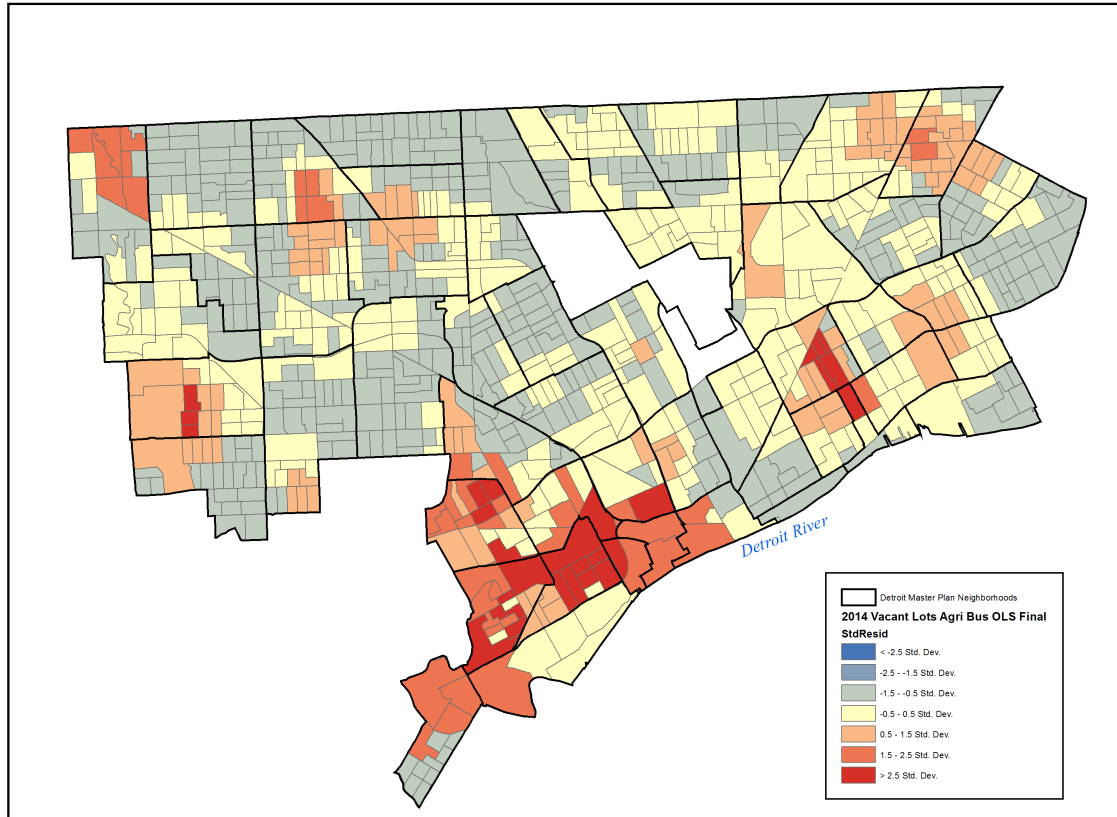 Detroit River
Detroit Master Plan Neighborhoods
2014 Vacant Lots Agri Bus OLS Final
StdResid
< -2.5 Std. Dev.
-2.5 - -1.5 Std. Dev.
-1.5 - -0.5 Std. Dev.
-0.5 - 0.5 Std. Dev.
0.5 - 1.5 Std. Dev.
1.5 - 2.5 Std. Dev.
> 2.5 Std. Dev.